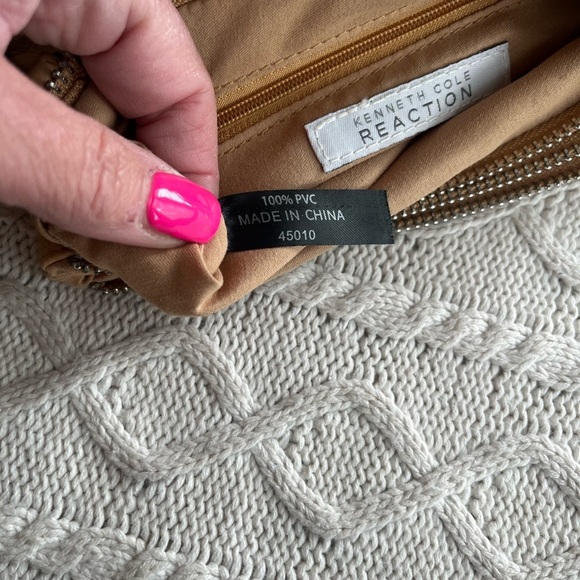 KENNETH COLE
REACTION
100% PVC
MADE IN CHINA
45010